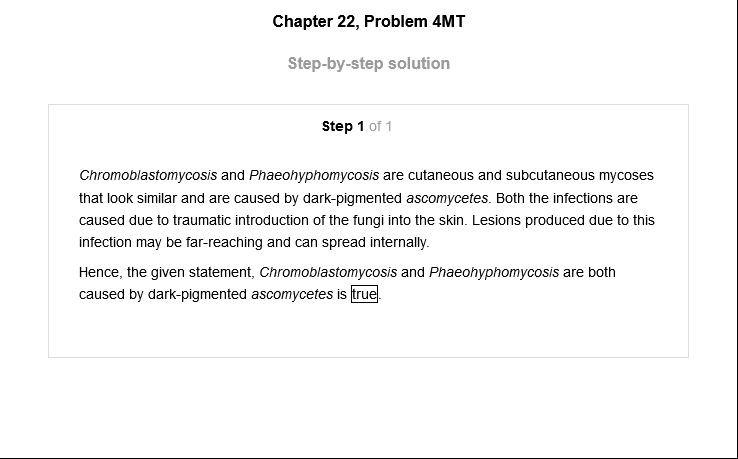 Chapter 22, Problem 4MT
Step-by-step solution
Step 1 of 1
Chromoblastomycosis and Phaeohyphomycosis are cutaneous and subcutaneous mycoses
that look similar and are caused by dark-pigmented ascomycetes. Both the infections are
caused due to traumatic introduction of the fungi into the skin. Lesions produced due to this
infection may be far-reaching and can spread internally.
Hence, the given statement, Chromoblastomycosis and Phaeohyphomycosis are both
caused by dark-pigmented ascomycetes is true.